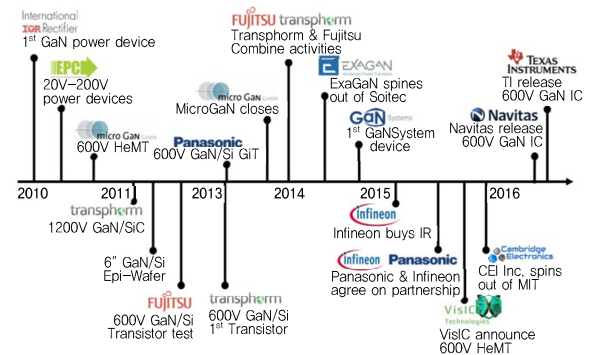 International
IOR Rectifier
1st GaN power device
EPC
20V-200V
power devices
micro GaN GmbH
600V HeMT
Panasonic
600V GaN/Si GiT
micro GaN GmbH
MicroGaN closes
FUJITSU transphorm
Transphorm & Fujitsu
Combine activities
EXAGAN
ExaGaN spines
out of Soitec
GaN Systems
1st GaNSystem
device
Navitas
Navitas release
600V GaN IC
TEXAS
INSTRUMENTS
TI release
600V GaN IC
2010 2011 2013 2014 2015 2016
transphorm
1200V GaN/SiC
6" GaN/Si
Epi-Wafer
FUJITSU
600V GaN/Si
Transistor test
transphorm
600V GaN/Si
1st Transistor
infineon
Infineon buys IR
infineon Panasonic
Panasonic & Infineon
agree on partnership
VisIC
Technologies
VisIC announce
600V HeMT
Cambridge
Electronics
CEI Inc, spins
out of MIT